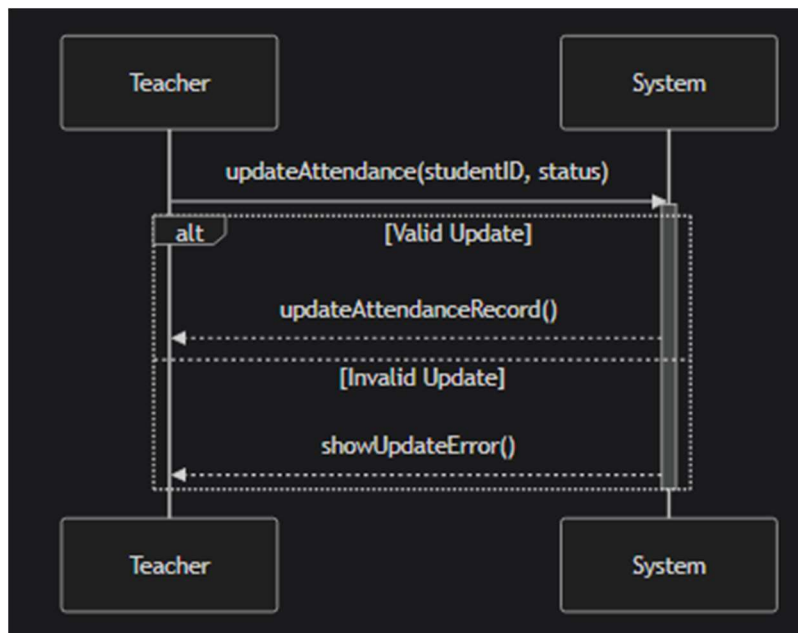 Teacher
System
updateAttendance(studentID, status)
alt
[Valid Update]
updateAttendanceRecord()
[Invalid Update]
showUpdateError()
Teacher
System